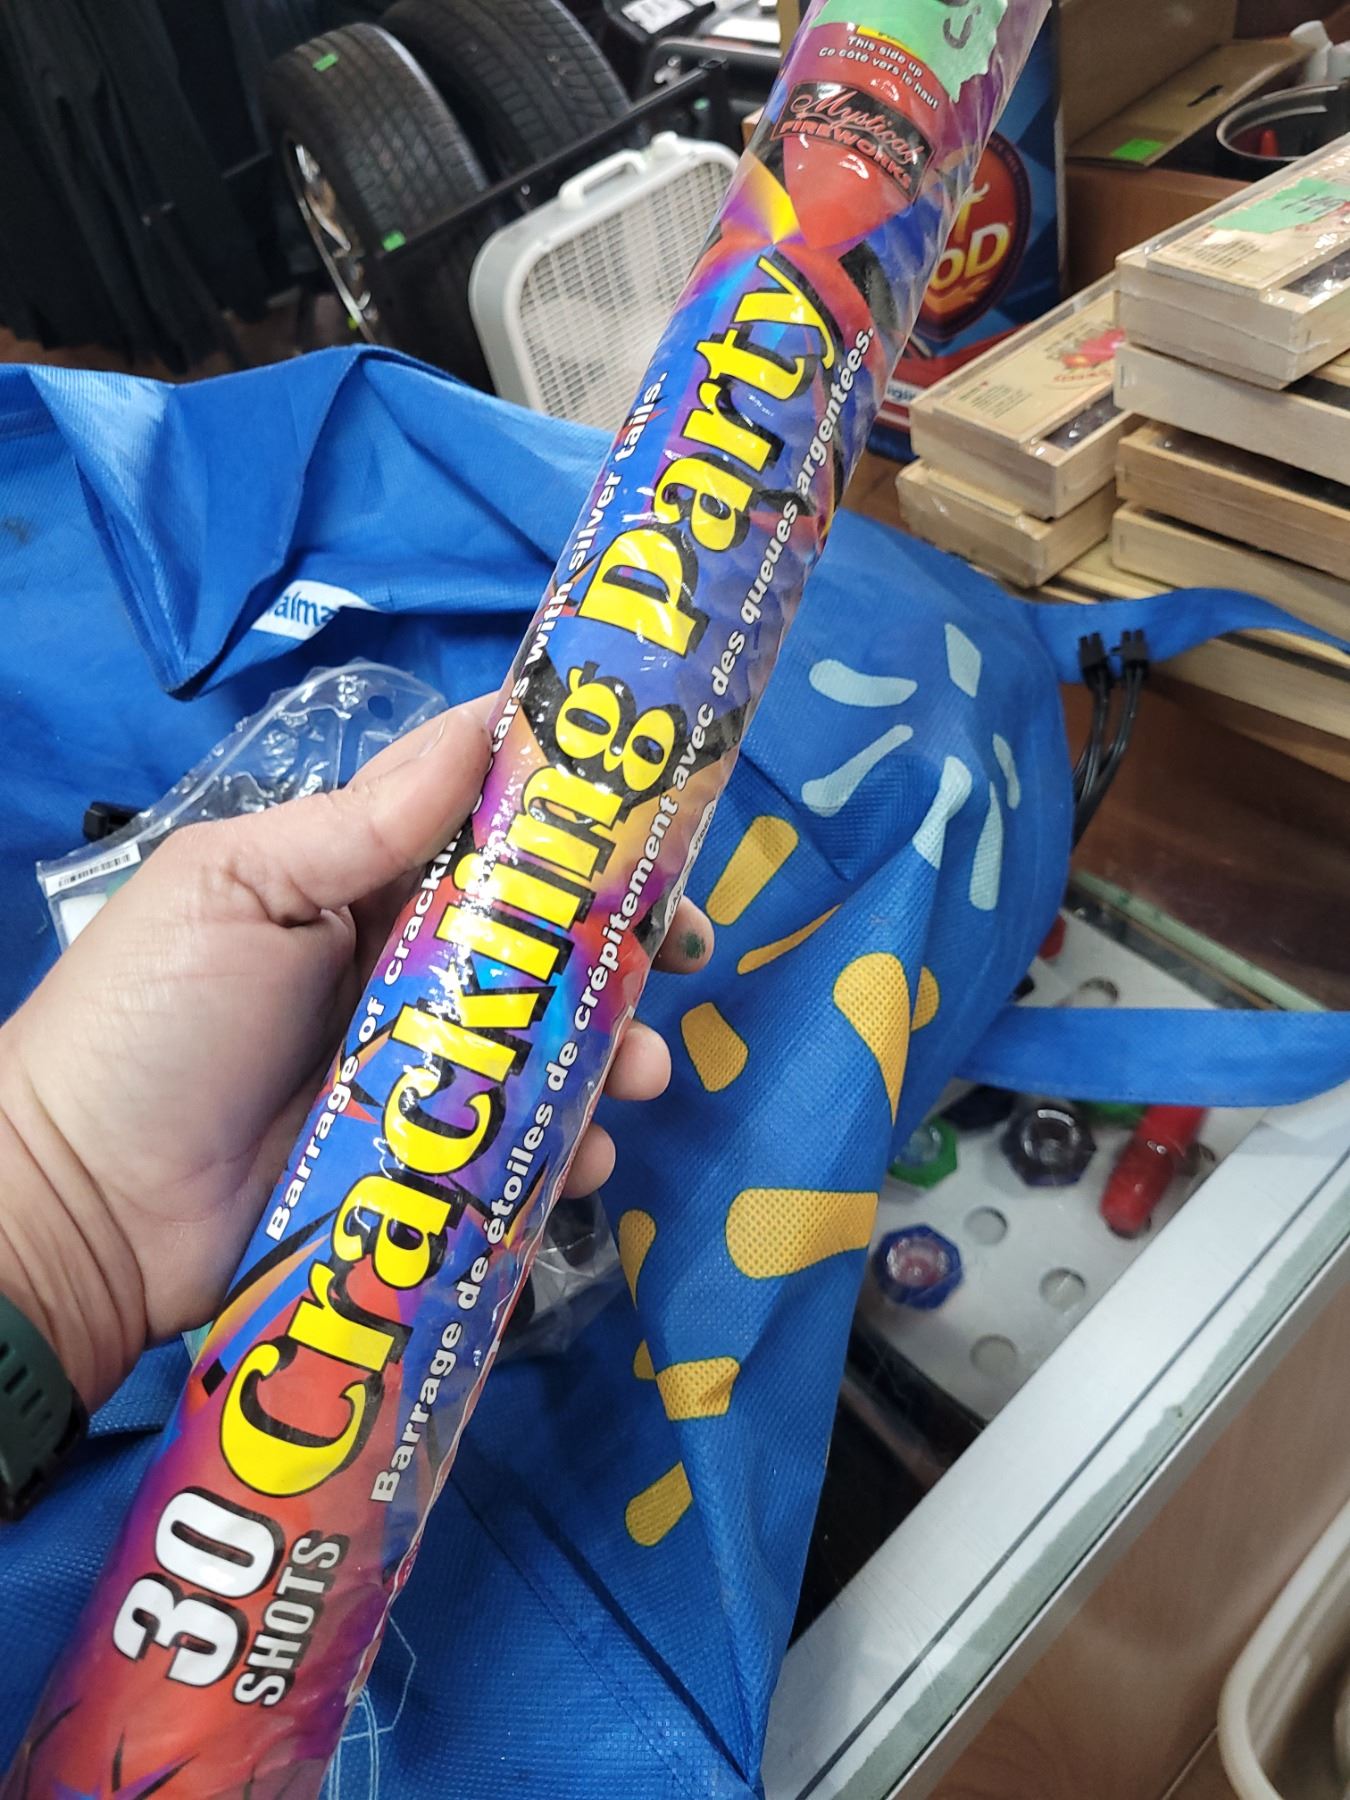 This side up
Ce côté vers le haut
Mystical
FIREWORKS
Barrage of crackling stars with silver tails.
Crackling Party
Barrage de étoiles de crépitement avec des queues argentées.
30
SHOTS